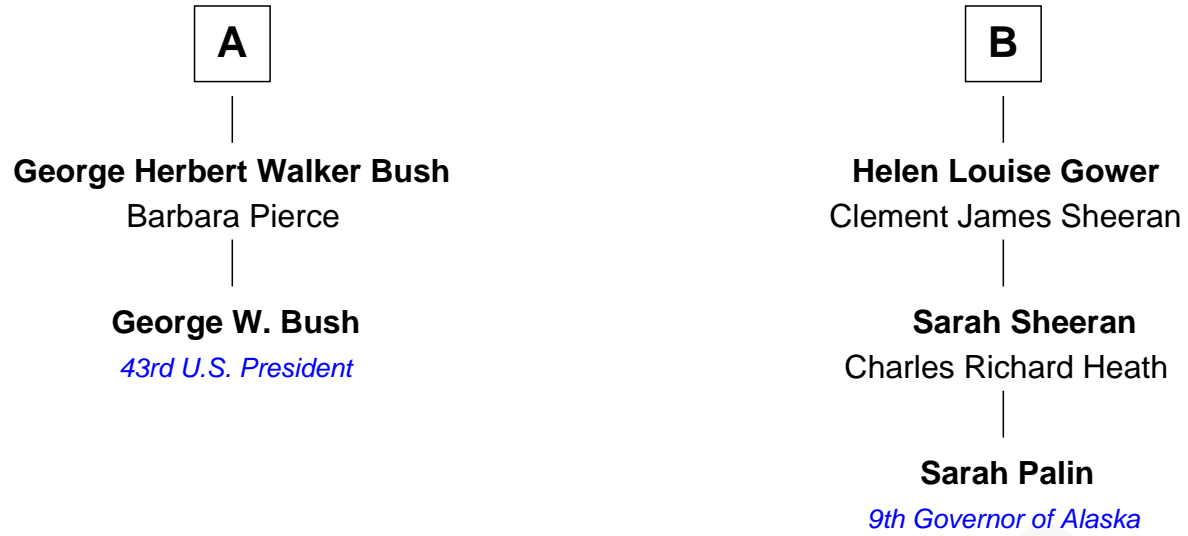 A
George Herbert Walker Bush
Barbara Pierce
George W. Bush
43rd U.S. President
B
Helen Louise Gower
Clement James Sheeran
Sarah Sheeran
Charles Richard Heath
Sarah Palin
9th Governor of Alaska